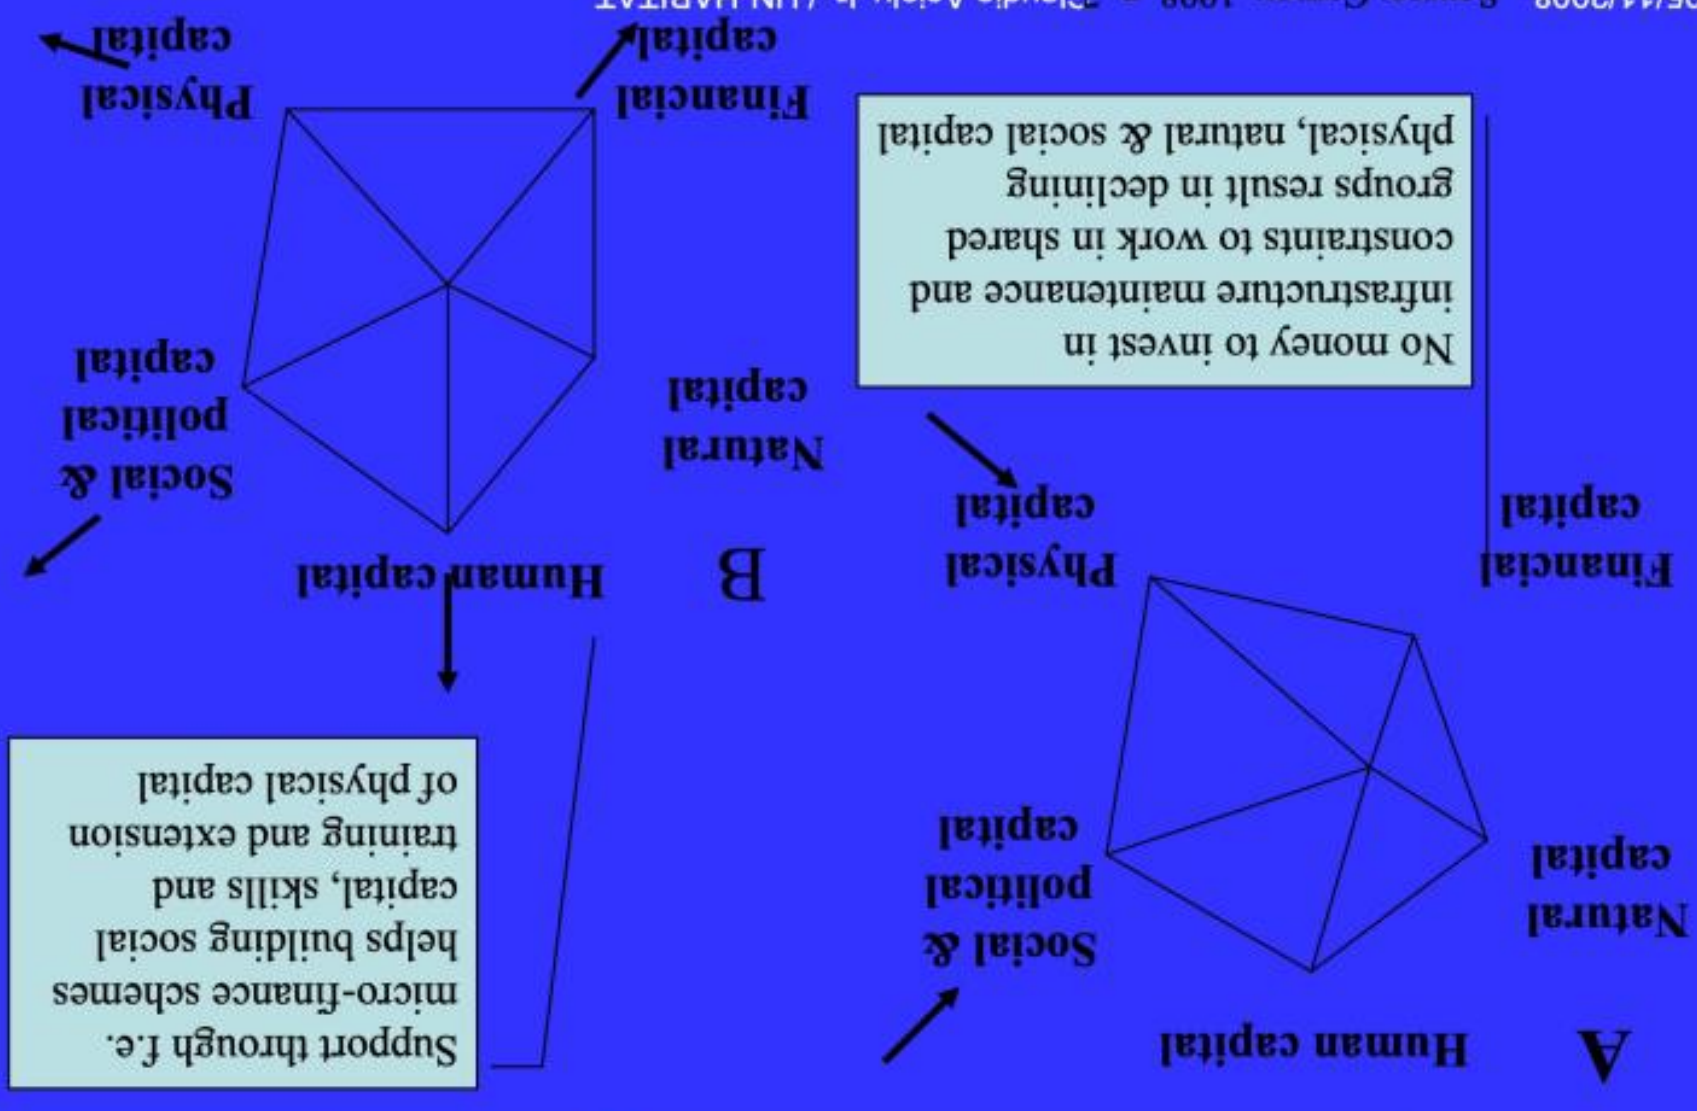 A
Human capital
Support through f.e.
micro-finance schemes
helps building social
capital, skills and
training and extension
of physical capital
Natural
capital
Social &
political
capital
Financial
capital
Physical
capital
B
Human capital
No money to invest in
infrastructure maintenance and
constraints to work in shared
groups result in declining
physical, natural & social capital
Natural
capital
Social &
political
capital
Financial
capital
Physical
capital